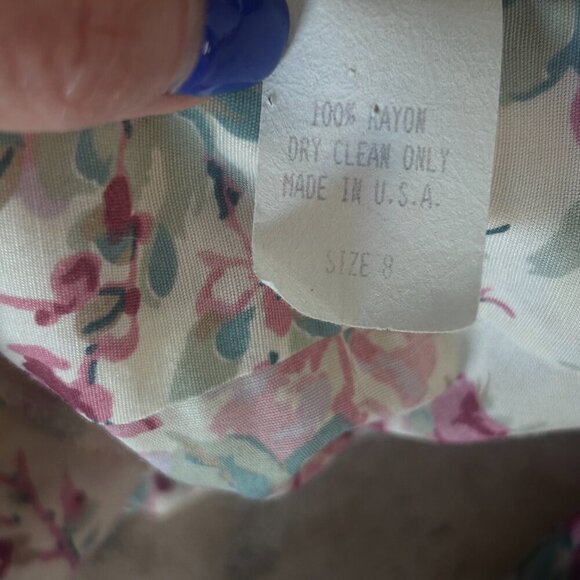 100% RAYON
DRY CLEAN ONLY
MADE IN U.S.A.
SIZE 8